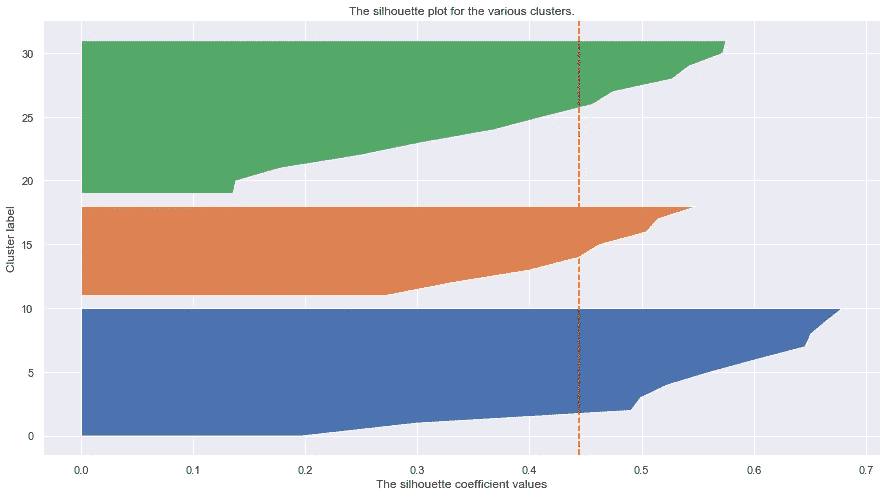 The silhouette plot for the various clusters.
30
25
20
15
10
5
0
Cluster label
0.0 0.1 0.2 0.3 0.4 0.5 0.6 0.7
The silhouette coefficient values